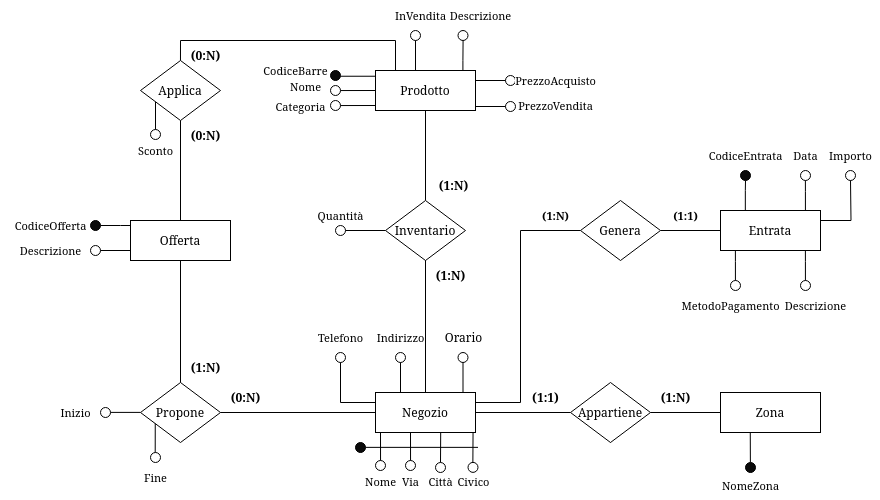 InVendita Descrizione
(0:N)
CodiceBarre
Nome
Categoria
Applica
Prodotto
PrezzoAcquisto
PrezzoVendita
(0:N)
Sconto
CodiceEntrata Data Importo
(1:N)
Quantità
(1:N)
(1:1)
CodiceOfferta
Descrizione
Offerta
Inventario
Genera
Entrata
(1:N)
MetodoPagamento Descrizione
Telefono Indirizzo Orario
(1:N)
(0:N)
(1:1)
(1:N)
Inizio
Propone
Negozio
Appartiene
Zona
Fine
Nome Via Città Civico
NomeZona